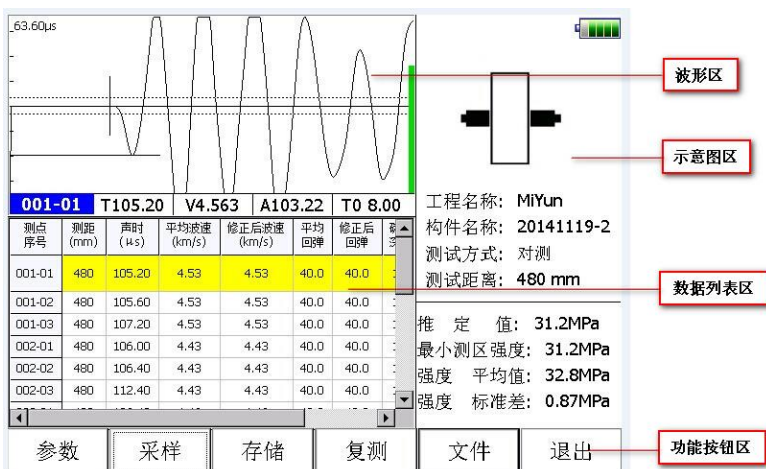 63.60μs
波形区
示意图区
001-01 T105.20 V4.563 A103.22 T0 8.00
工程名称: MiYun
构件名称: 20141119-2
测试方式: 对测
测试距离: 480 mm
测点序号 测距(mm) 声时(μs) 平均波速(km/s) 修正后波速(km/s) 平均回弹 修正后回弹
001-01 480 105.20 4.53 4.53 40.0 40.0
001-02 480 105.60 4.53 4.53 40.0 40.0
001-03 480 107.20 4.53 4.53 40.0 40.0
002-01 480 106.00 4.43 4.43 40.0 40.0
002-02 480 106.40 4.43 4.43 40.0 40.0
002-03 480 112.40 4.43 4.43 40.0 40.0
数据列表区
推 定 值: 31.2MPa
最小测区强度: 31.2MPa
强度 平均值: 32.8MPa
强度 标准差: 0.87MPa
参数 采样 存储 复测 文件 退出
功能按钮区